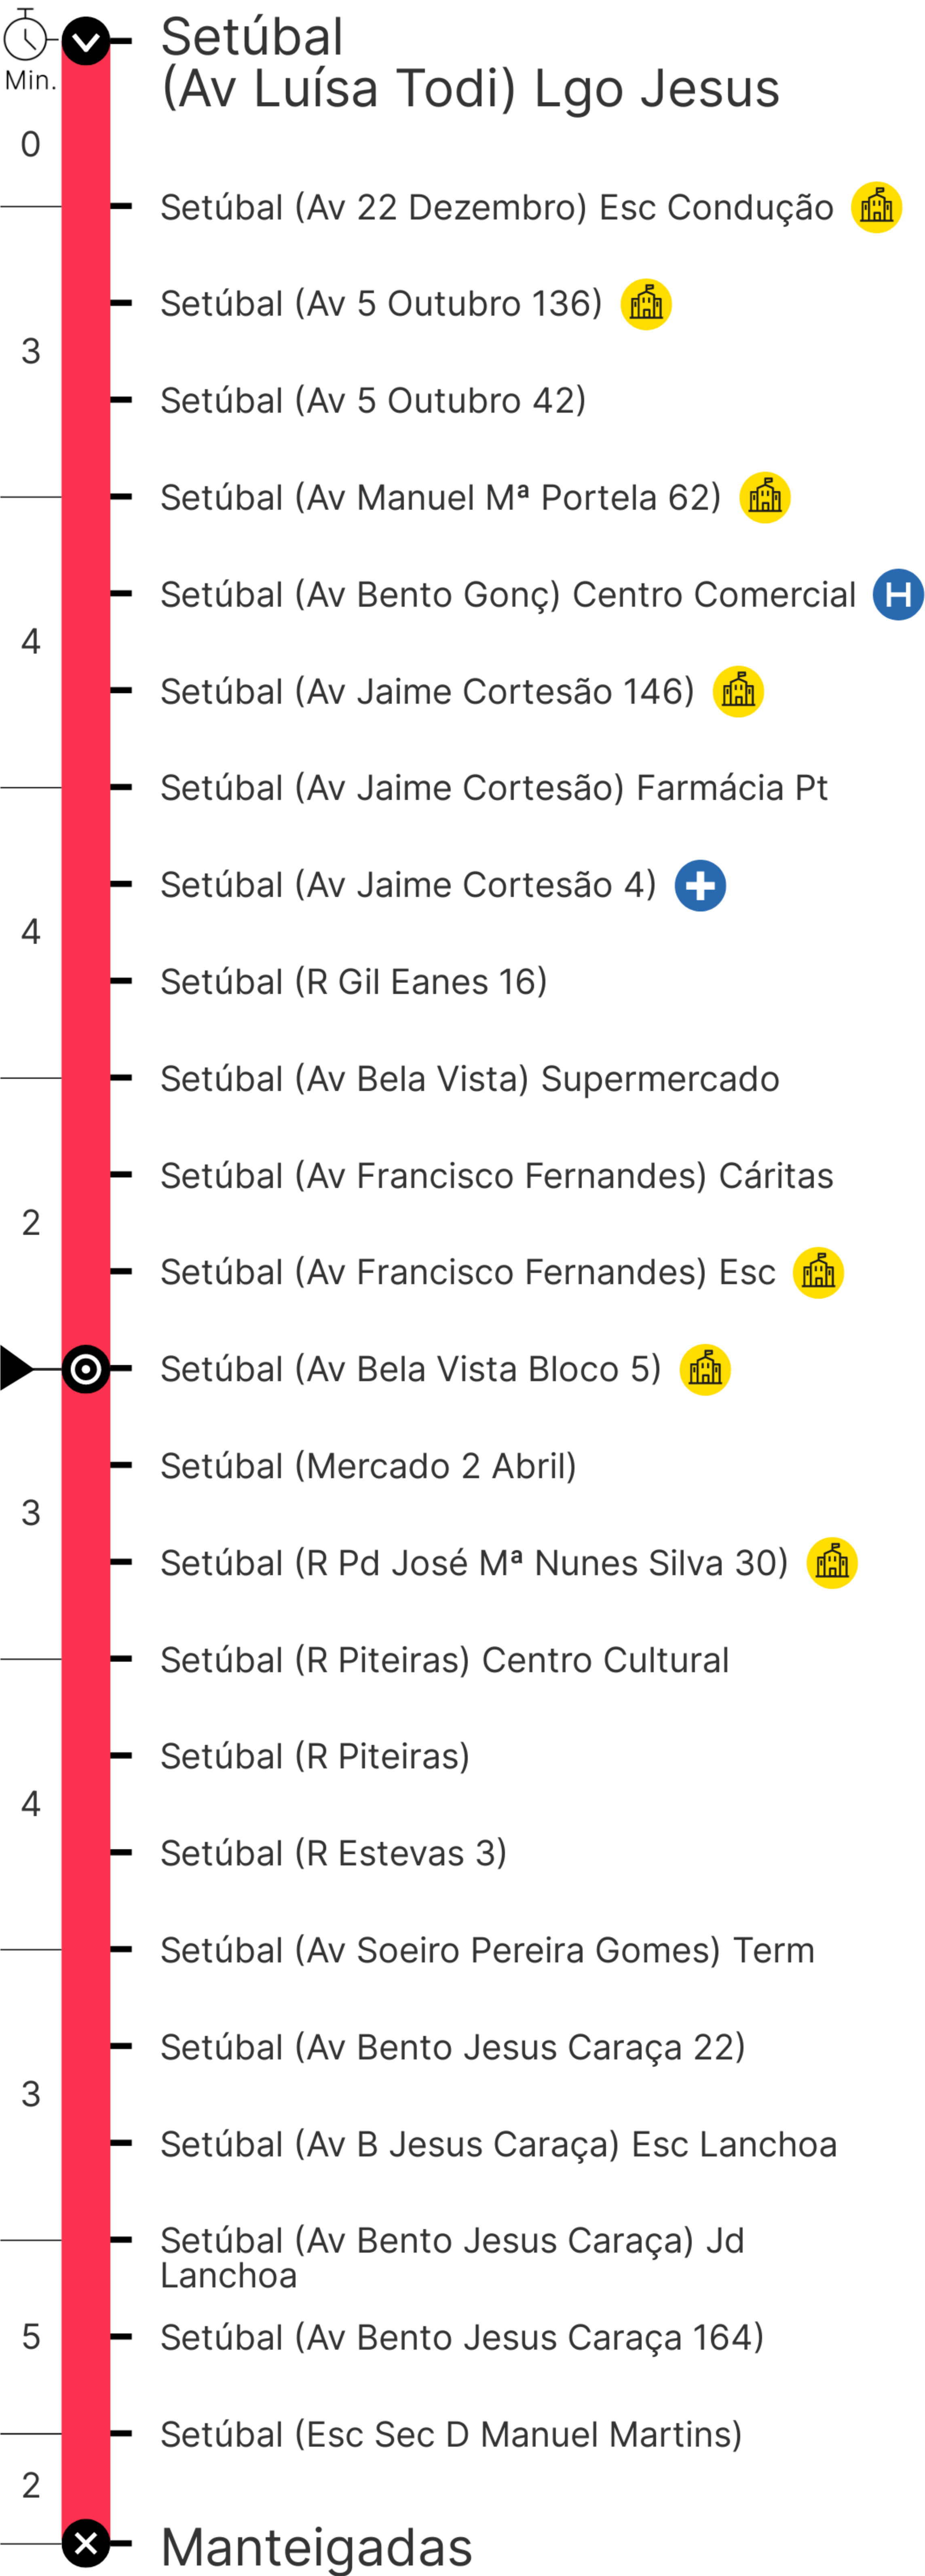 Min.
Setúbal
(Av Luísa Todi) Lgo Jesus
0
Setúbal (Av 22 Dezembro) Esc Condução
Setúbal (Av 5 Outubro 136)
3
Setúbal (Av 5 Outubro 42)
Setúbal (Av Manuel Mª Portela 62)
Setúbal (Av Bento Gonç) Centro Comercial H
4
Setúbal (Av Jaime Cortesão 146)
Setúbal (Av Jaime Cortesão) Farmácia Pt
Setúbal (Av Jaime Cortesão 4)
4
Setúbal (R Gil Eanes 16)
Setúbal (Av Bela Vista) Supermercado
Setúbal (Av Francisco Fernandes) Cáritas
2
Setúbal (Av Francisco Fernandes) Esc
Setúbal (Av Bela Vista Bloco 5)
Setúbal (Mercado 2 Abril)
3
Setúbal (R Pd José Mª Nunes Silva 30)
Setúbal (R Piteiras) Centro Cultural
Setúbal (R Piteiras)
4
Setúbal (R Estevas 3)
Setúbal (Av Soeiro Pereira Gomes) Term
Setúbal (Av Bento Jesus Caraça 22)
3
Setúbal (Av B Jesus Caraça) Esc Lanchoa
Setúbal (Av Bento Jesus Caraça) Jd
Lanchoa
5
Setúbal (Av Bento Jesus Caraça 164)
Setúbal (Esc Sec D Manuel Martins)
2
Manteigadas